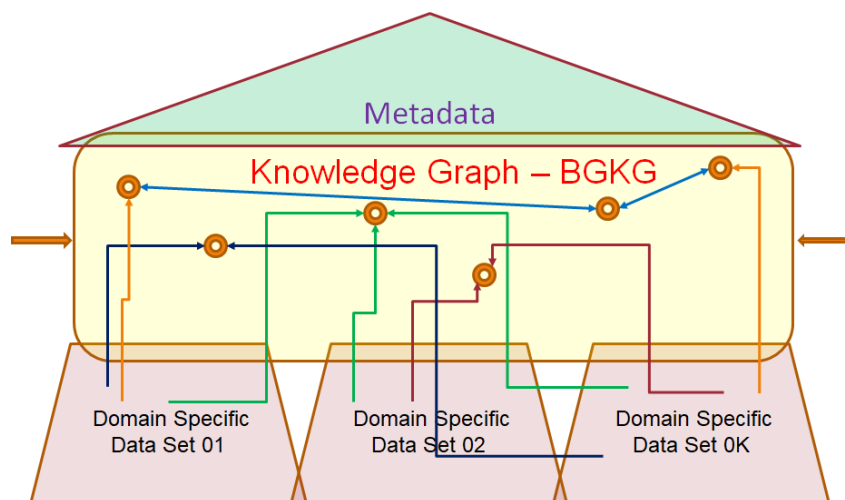 Metadata
Knowledge Graph – BGKG
Domain Specific
Data Set 01
Domain Specific
Data Set 02
Domain Specific
Data Set 0K